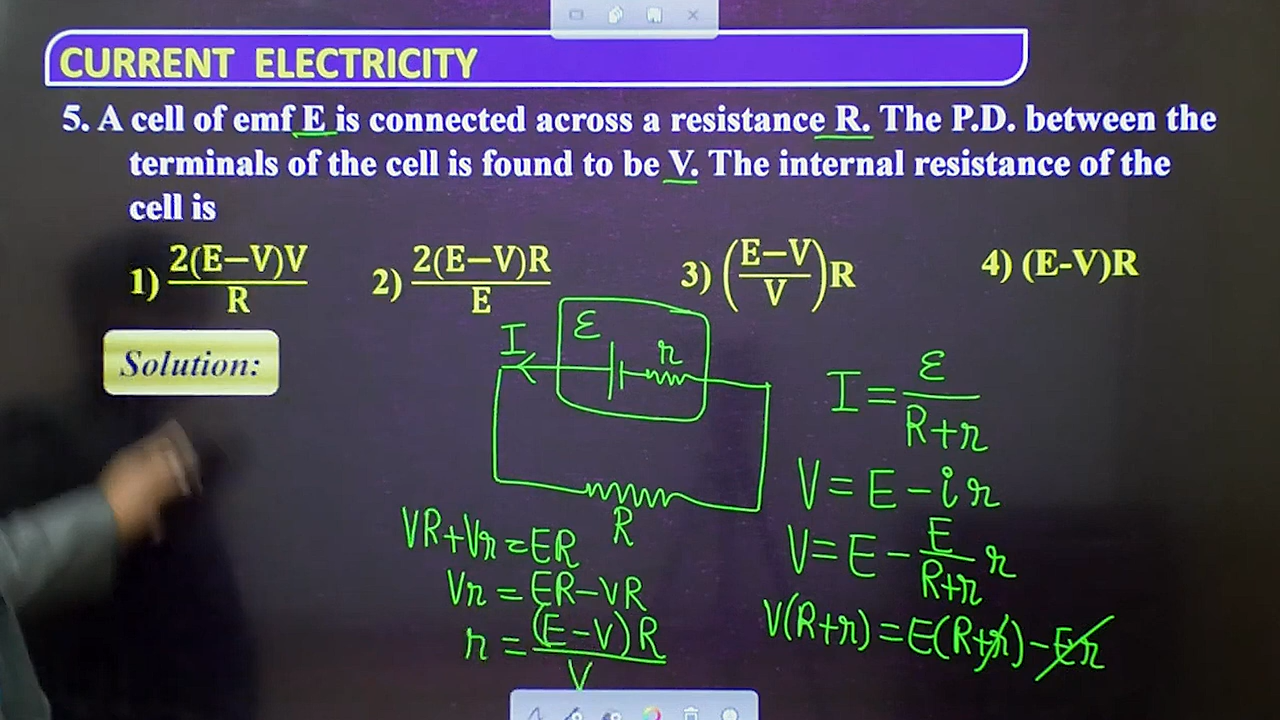 CURRENT ELECTRICITY
5. A cell of emf E is connected across a resistance R. The P.D. between the
terminals of the cell is found to be V. The internal resistance of the
cell is
1) 2(E–V)V/R 2) 2(E–V)R/E 3) ((E–V)/V)R 4) (E-V)R
Solution:
I ε r
R
I = ε/(R+r)
V = E – ir
V = E – E/(R+r) r
V(R+r) = E(R+r) – Er
VR+Vr = ER
Vr = ER–VR
r = (E–V)R/V